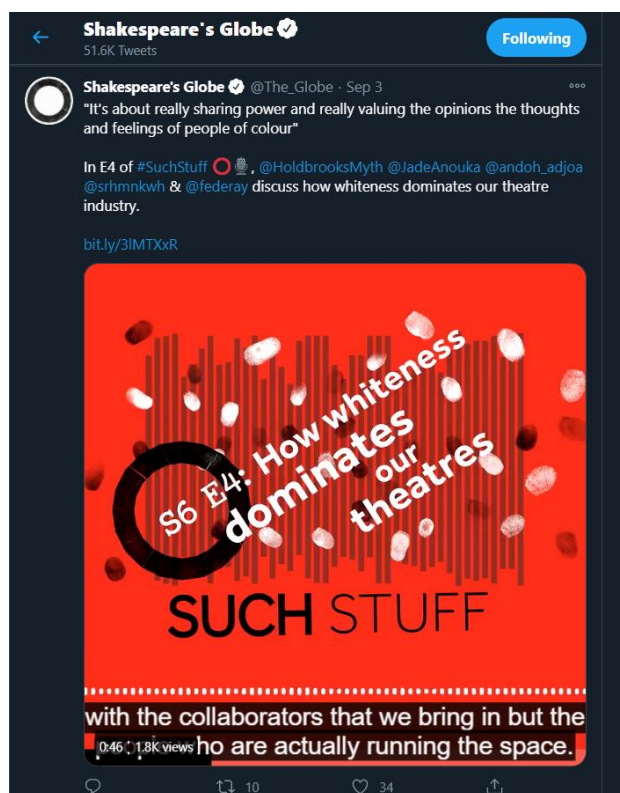 Shakespeare's Globe
51.6K Tweets
Following
Shakespeare's Globe @The_Globe · Sep 3
"It's about really sharing power and really valuing the opinions the thoughts
and feelings of people of colour"
In E4 of #SuchStuff ⭕🎙, @HoldbrooksMyth @JadeAnouka @andoh_adjoa
@srhmnkwh & @federay discuss how whiteness dominates our theatre
industry.
bit.ly/3lMTXxR
S6 E4: How whiteness
dominates
our
theatres
SUCH STUFF
with the collaborators that we bring in but the
0:46 1.8K views ho are actually running the space.
10
34